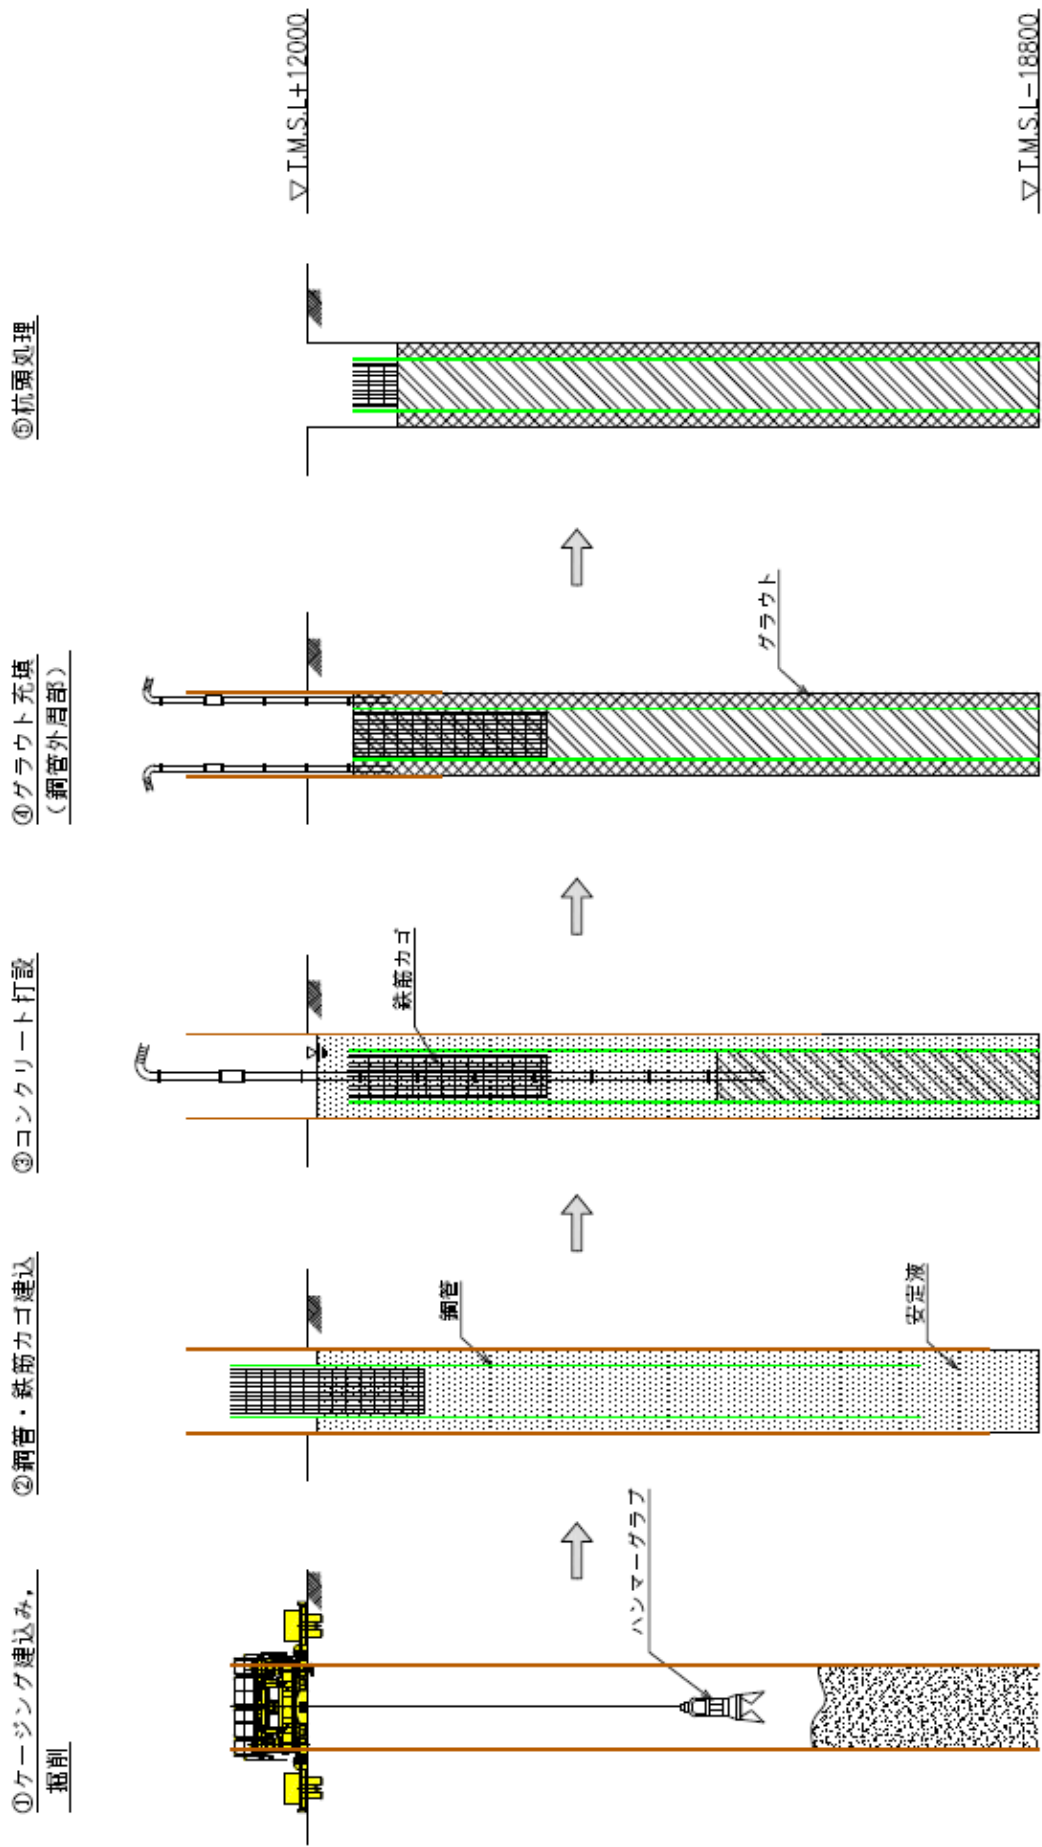 ①ケーシング建込み,
掘削
②鋼管・鉄筋カゴ建込
③コンクリート打設
④グラウト充填
(鋼管外周部)
⑤杭頭処理
ハンマーグラブ
鋼管
安定液
鉄筋カゴ
グラウト
▽T.M.S.L+12000
▽T.M.S.L-18800